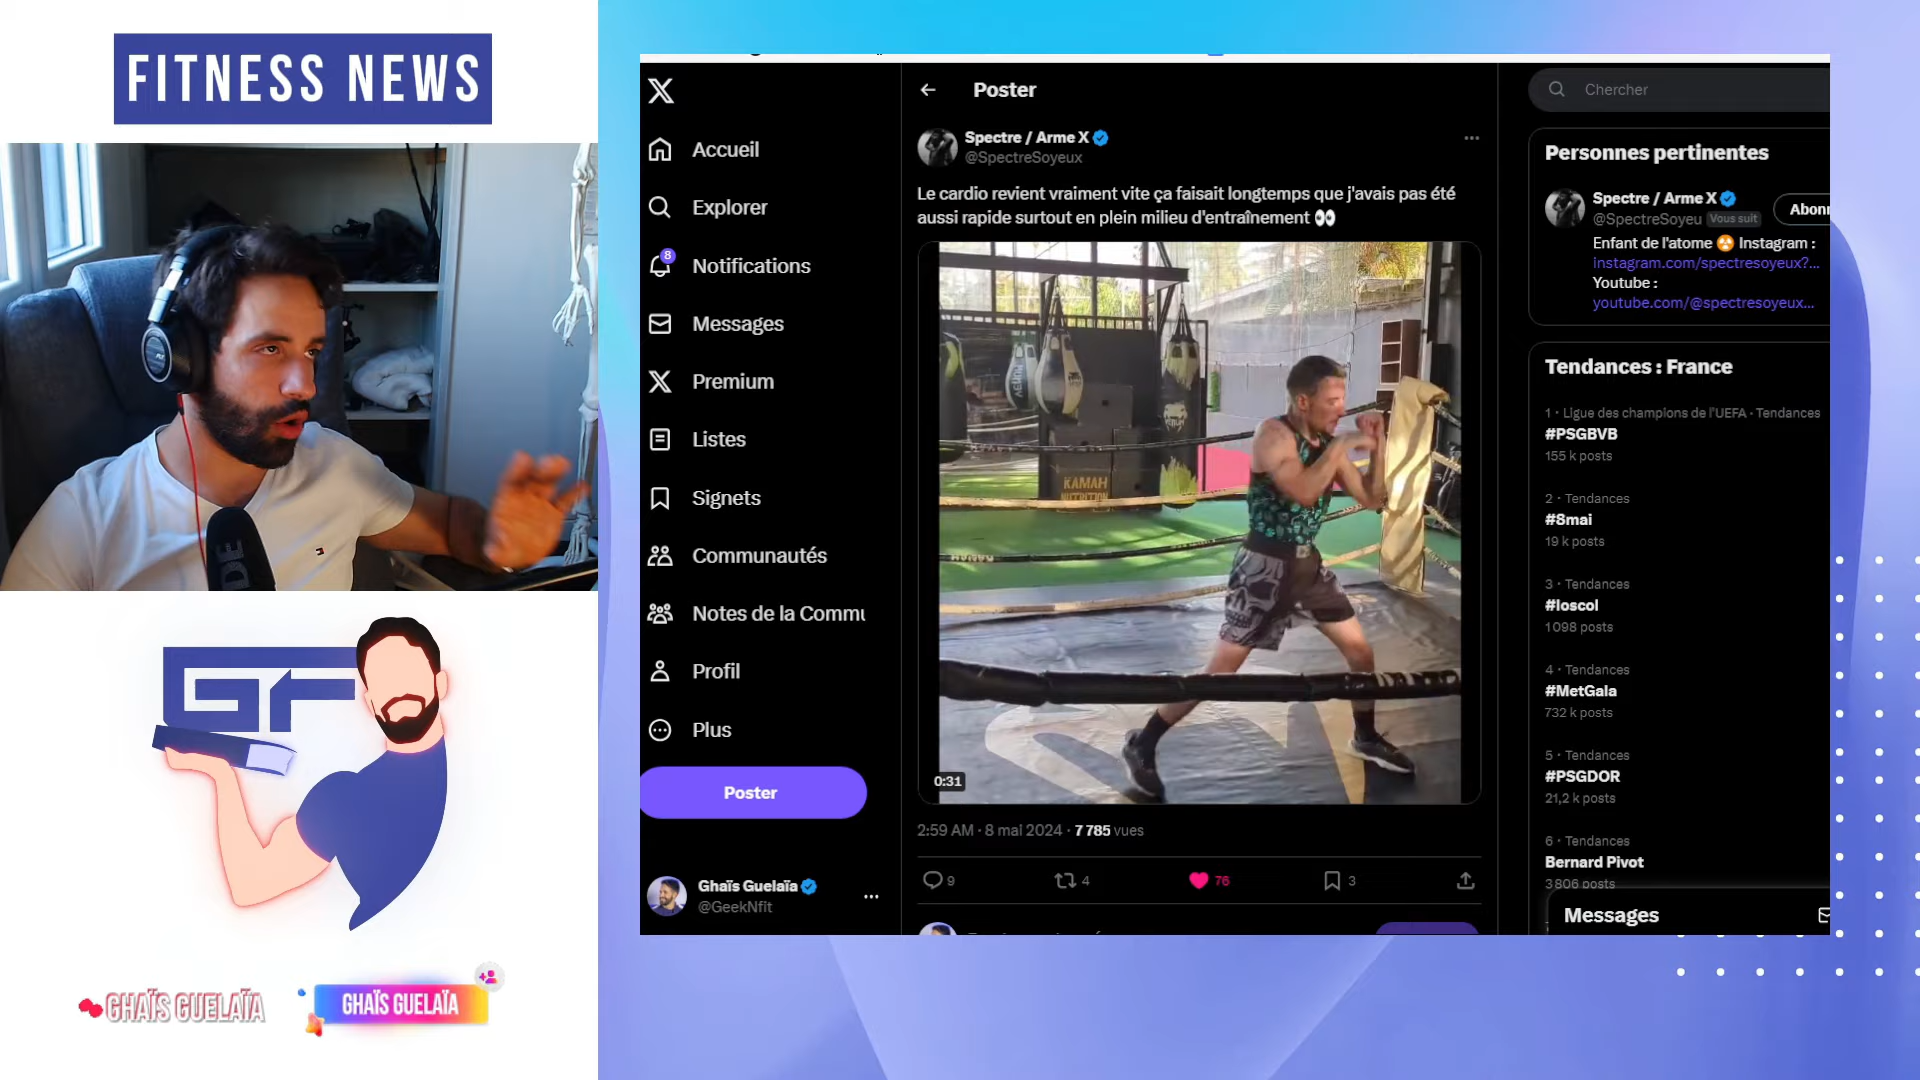 FITNESS NEWS
GF
GHAÏS GUELAÏA
GHAÏS GUELAÏA
Accueil
Explorer
8
Notifications
Messages
Premium
Listes
Signets
Communautés
Notes de la Commu
Profil
Plus
Poster
Ghaïs Guelaïa
@GeekNfit
Poster
Spectre / Arme X
@SpectreSoyeux
Le cardio revient vraiment vite ça faisait longtemps que j'avais pas été
aussi rapide surtout en plein milieu d'entraînement 👀
VENUM
KAMAH
NUTRITION
0:31
2:59 AM · 8 mai 2024 · 7 785 vues
9 4 76 3
Chercher
Personnes pertinentes
Spectre / Arme X
@SpectreSoyeu Vous suit
Abonn
Enfant de l'atome ☢️ Instagram :
instagram.com/spectresoyeux?...
Youtube :
youtube.com/@spectresoyeux...
Tendances : France
1 · Ligue des champions de l'UEFA · Tendances
#PSGBVB
155 k posts
2 · Tendances
#8mai
19 k posts
3 · Tendances
#loscol
1 098 posts
4 · Tendances
#MetGala
732 k posts
5 · Tendances
#PSGDOR
21,2 k posts
6 · Tendances
Bernard Pivot
3 806 posts
Messages